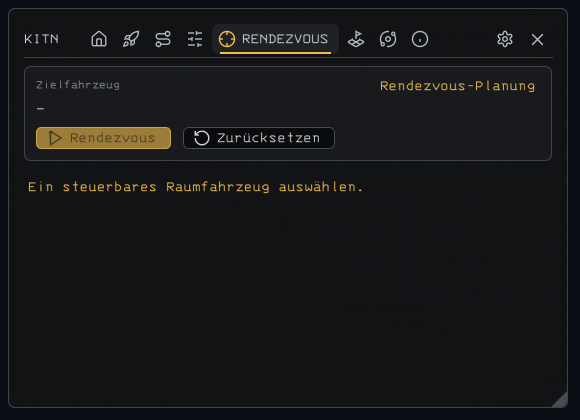 KITN RENDEZVOUS
Zielfahrzeug Rendezvous-Planung
–
Rendezvous Zurücksetzen
Ein steuerbares Raumfahrzeug auswählen.